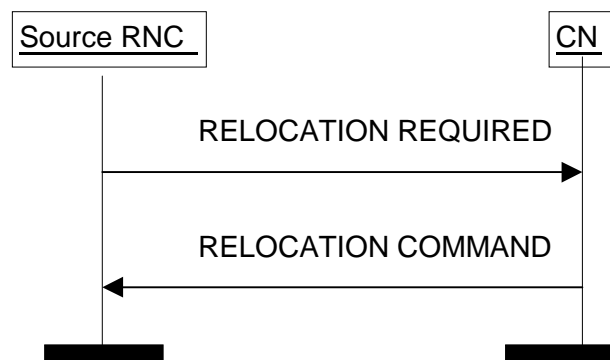 Source RNC
CN
RELOCATION REQUIRED
RELOCATION COMMAND